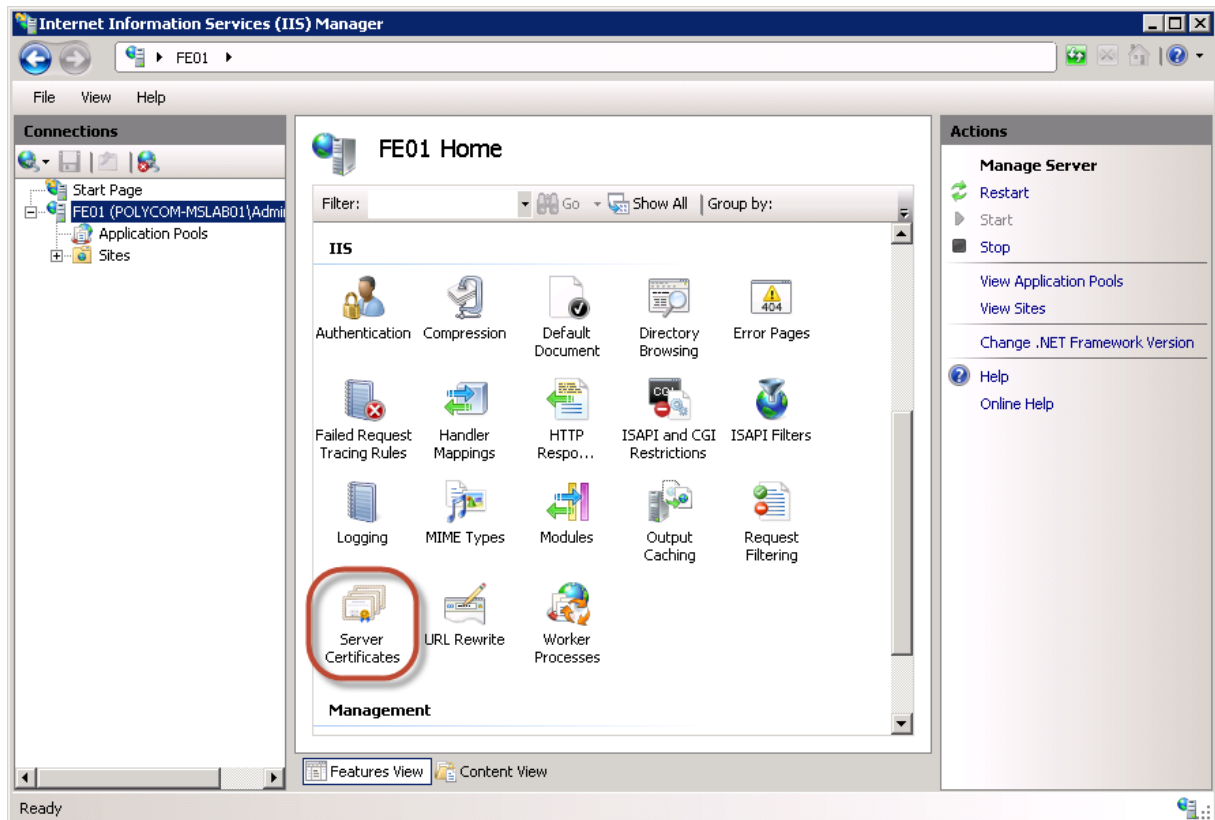 Internet Information Services (IIS) Manager
FE01
File View Help
Connections
Start Page
FE01 (POLYCOM-MSLAB01\Admi
Application Pools
Sites
FE01 Home
Filter: Go Show All Group by:
IIS
Authentication Compression Default Document Directory Browsing Error Pages
404
Failed Request Tracing Rules Handler Mappings HTTP Respo... ISAPI and CGI Restrictions ISAPI Filters
CGI
Logging MIME Types Modules Output Caching Request Filtering
Server Certificates URL Rewrite Worker Processes
Management
Features View Content View
Actions
Manage Server
Restart
Start
Stop
View Application Pools
View Sites
Change .NET Framework Version
Help
Online Help
Ready